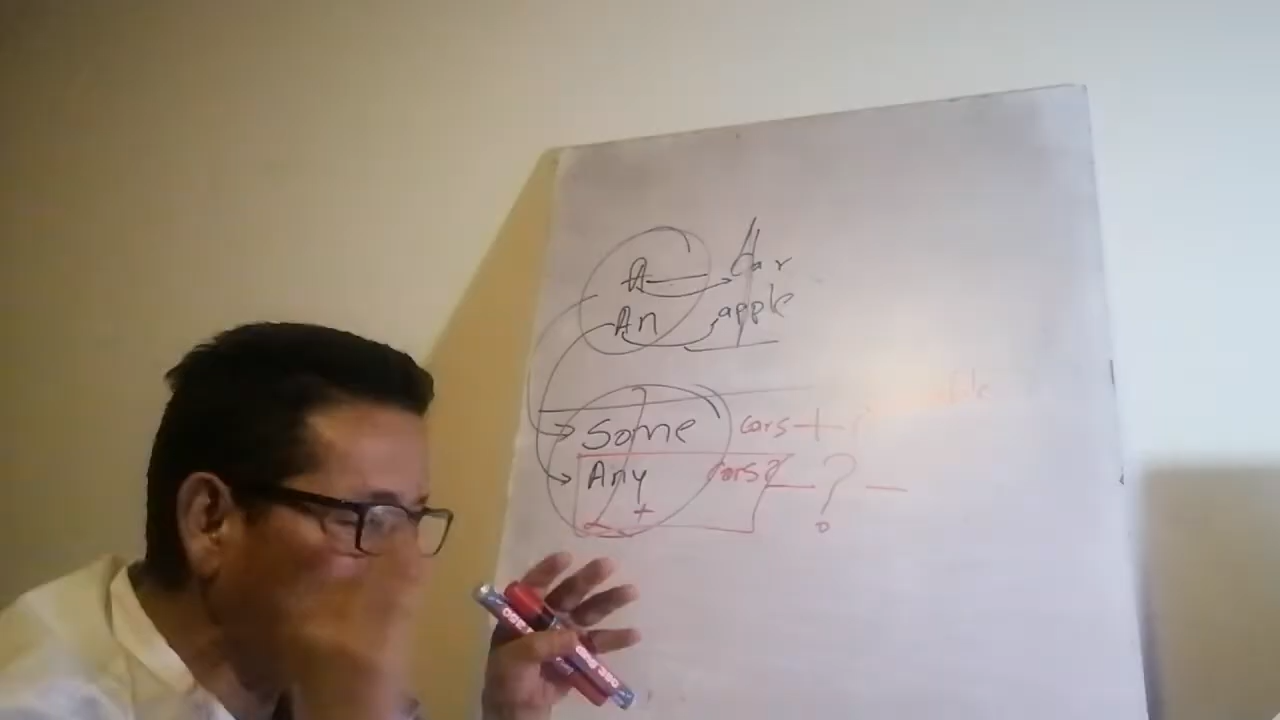 A car
An apple
Some cars + ?
Any cars? — ? —
+